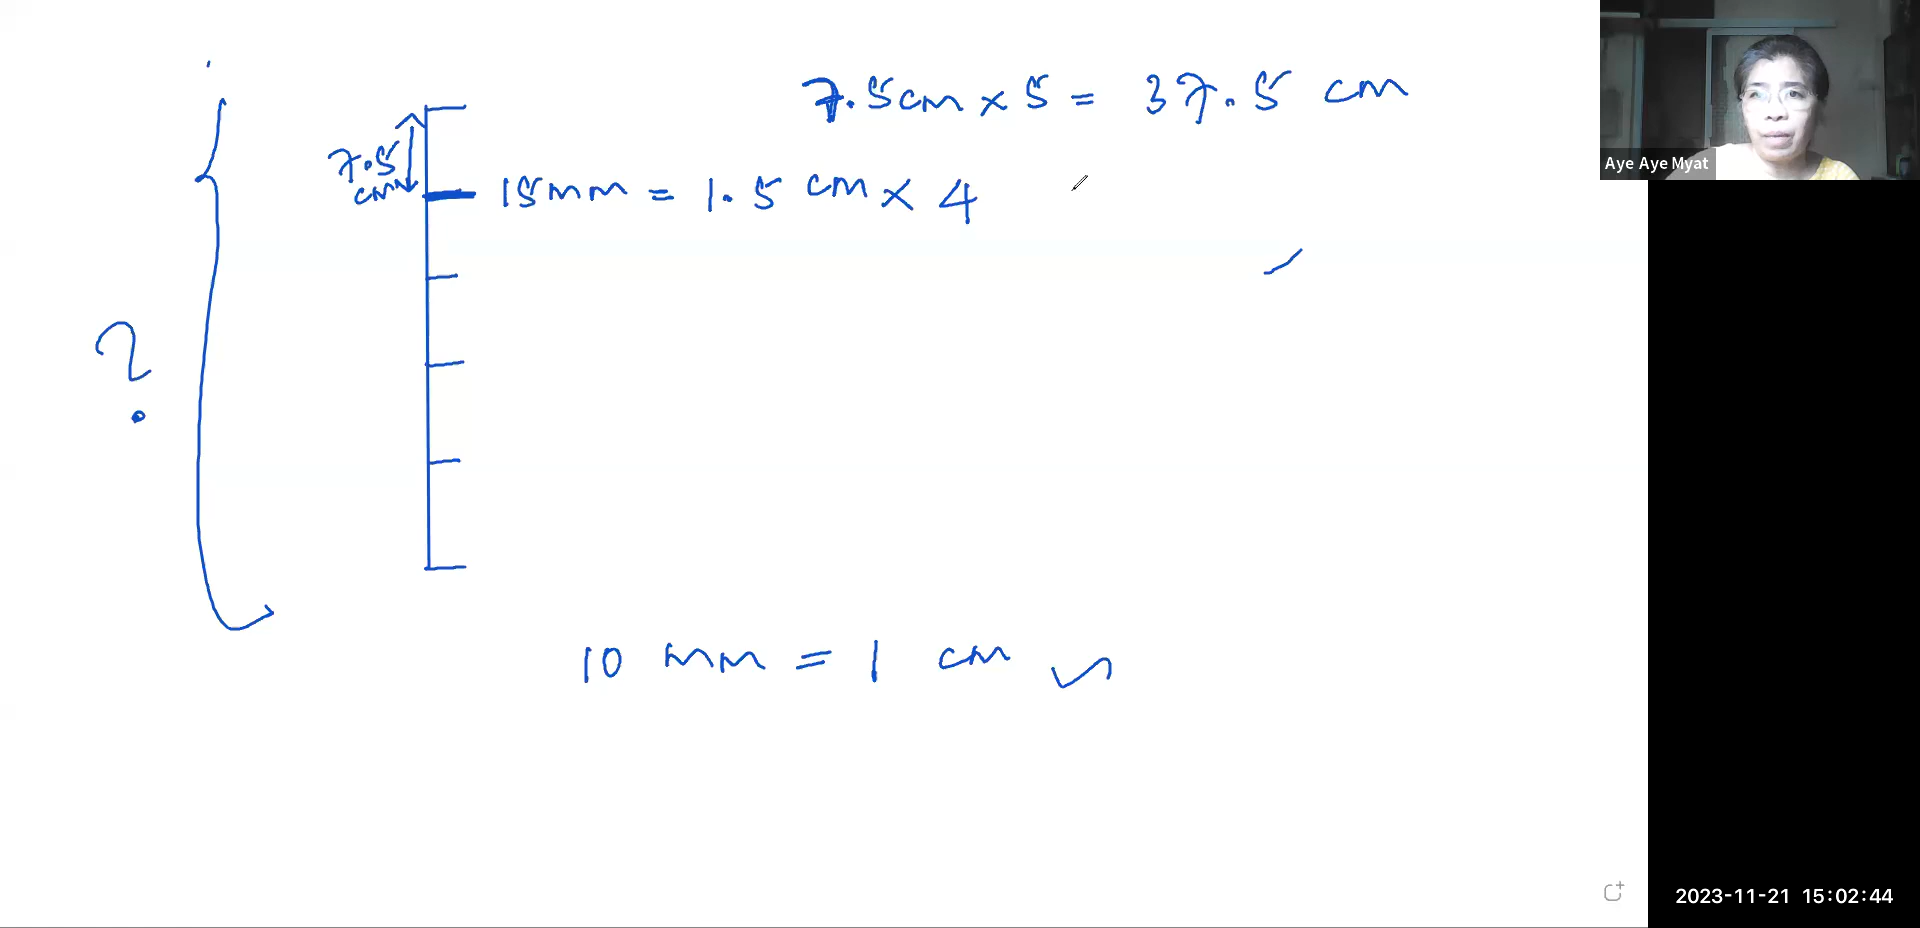 7.5cm x 5 = 37.5 cm
Aye Aye Myat
7.5
cm
15mm = 1.5 cm x 4
?
10 mm = 1 cm
2023-11-21 15:02:44